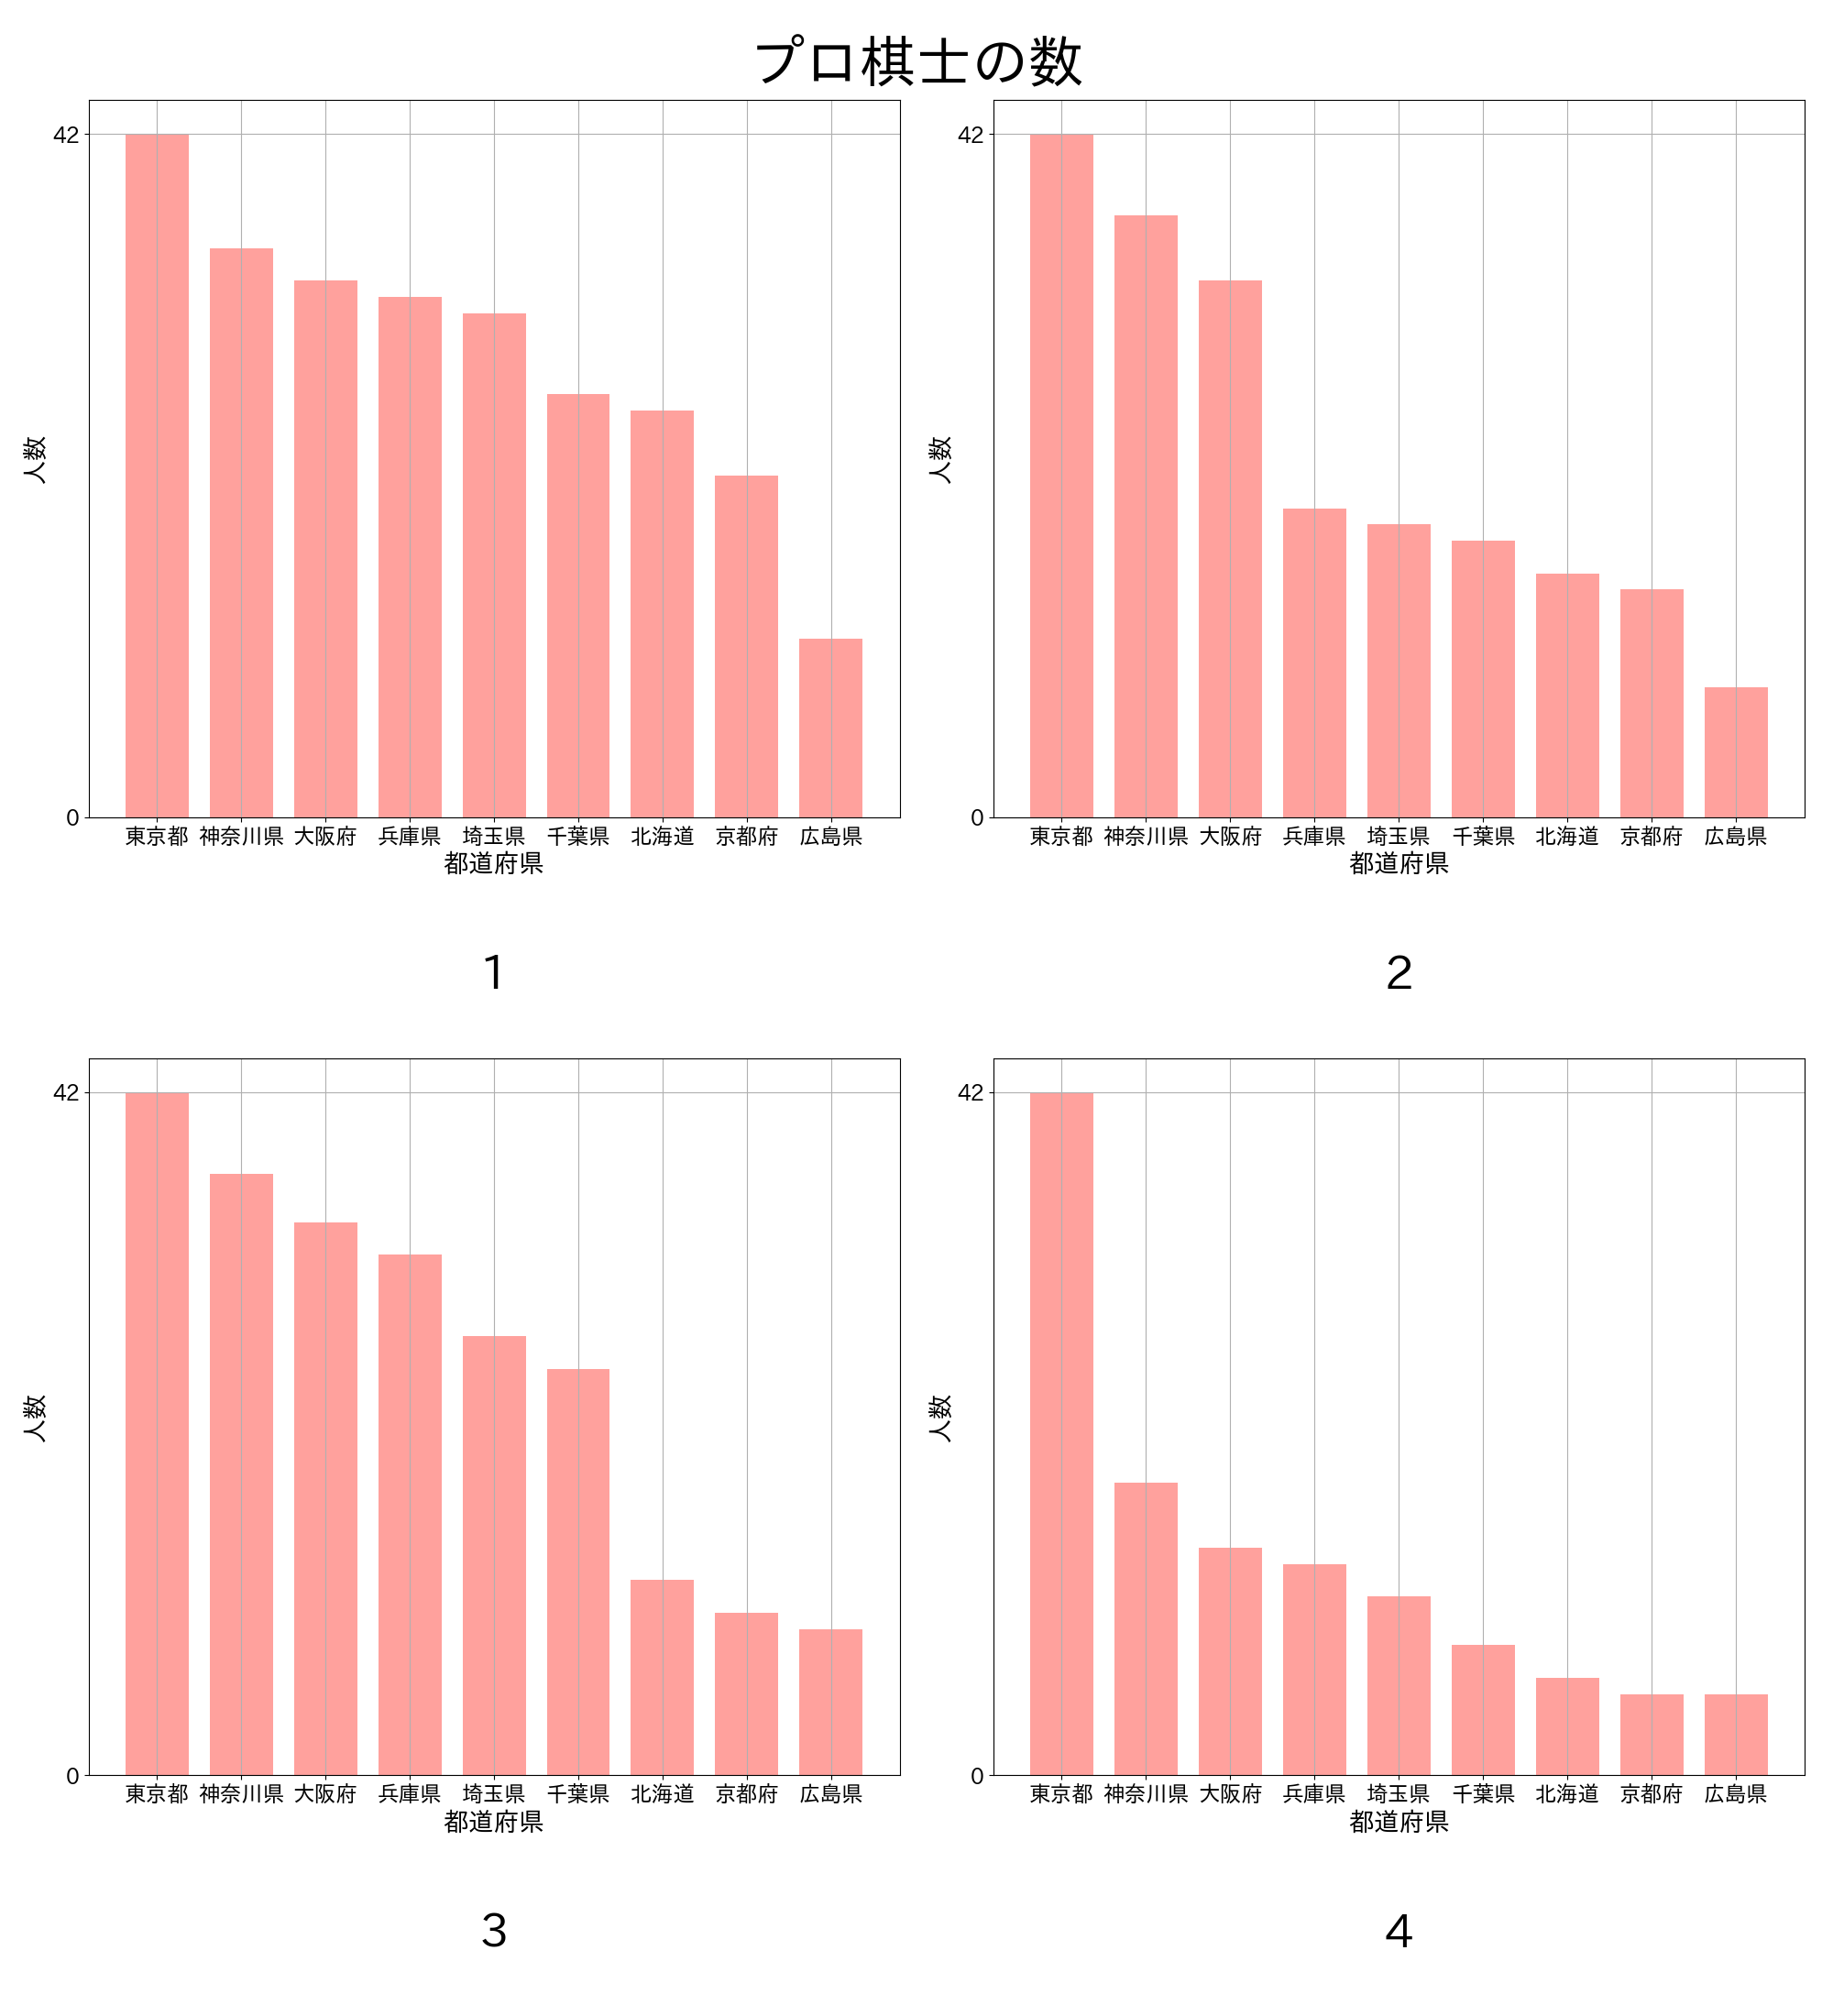 プロ棋士の数
42
0
人数
東京都 神奈川県 大阪府 兵庫県 埼玉県 千葉県 北海道 京都府 広島県
都道府県
1
42
0
人数
東京都 神奈川県 大阪府 兵庫県 埼玉県 千葉県 北海道 京都府 広島県
都道府県
2
42
0
人数
東京都 神奈川県 大阪府 兵庫県 埼玉県 千葉県 北海道 京都府 広島県
都道府県
3
42
0
人数
東京都 神奈川県 大阪府 兵庫県 埼玉県 千葉県 北海道 京都府 広島県
都道府県
4